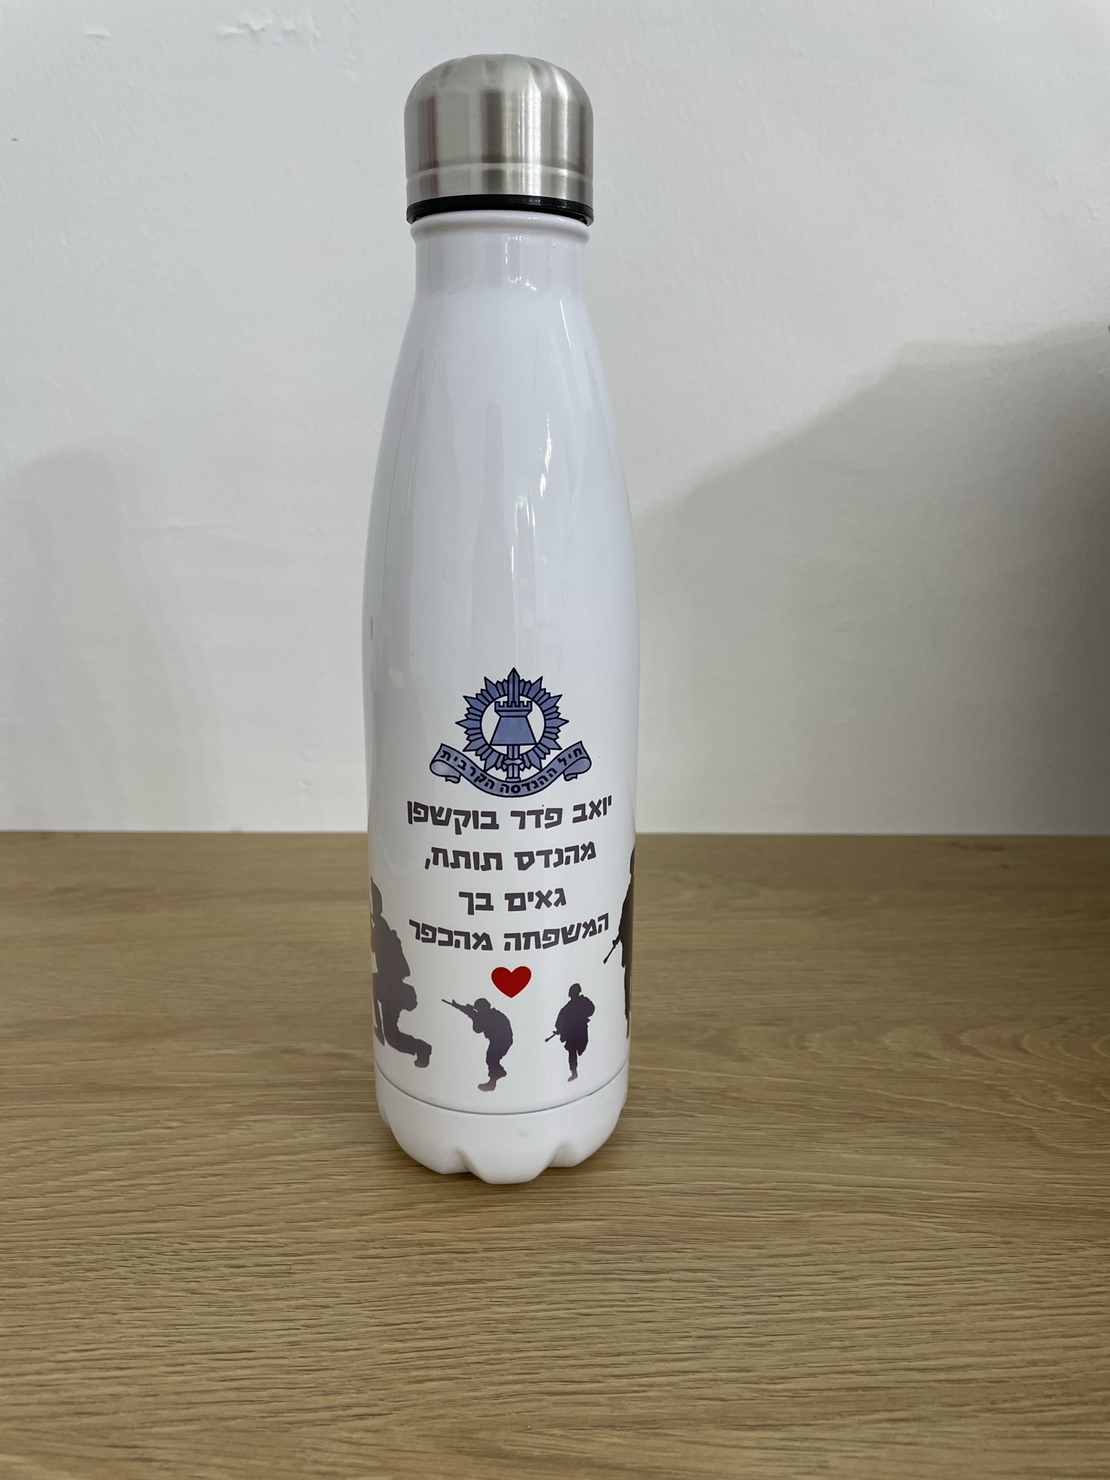 חיל ההנדסה הקרבית
יואב פדר בוקשפן
מהנדס תותח,
גאים בך
המשפחה מהכפר